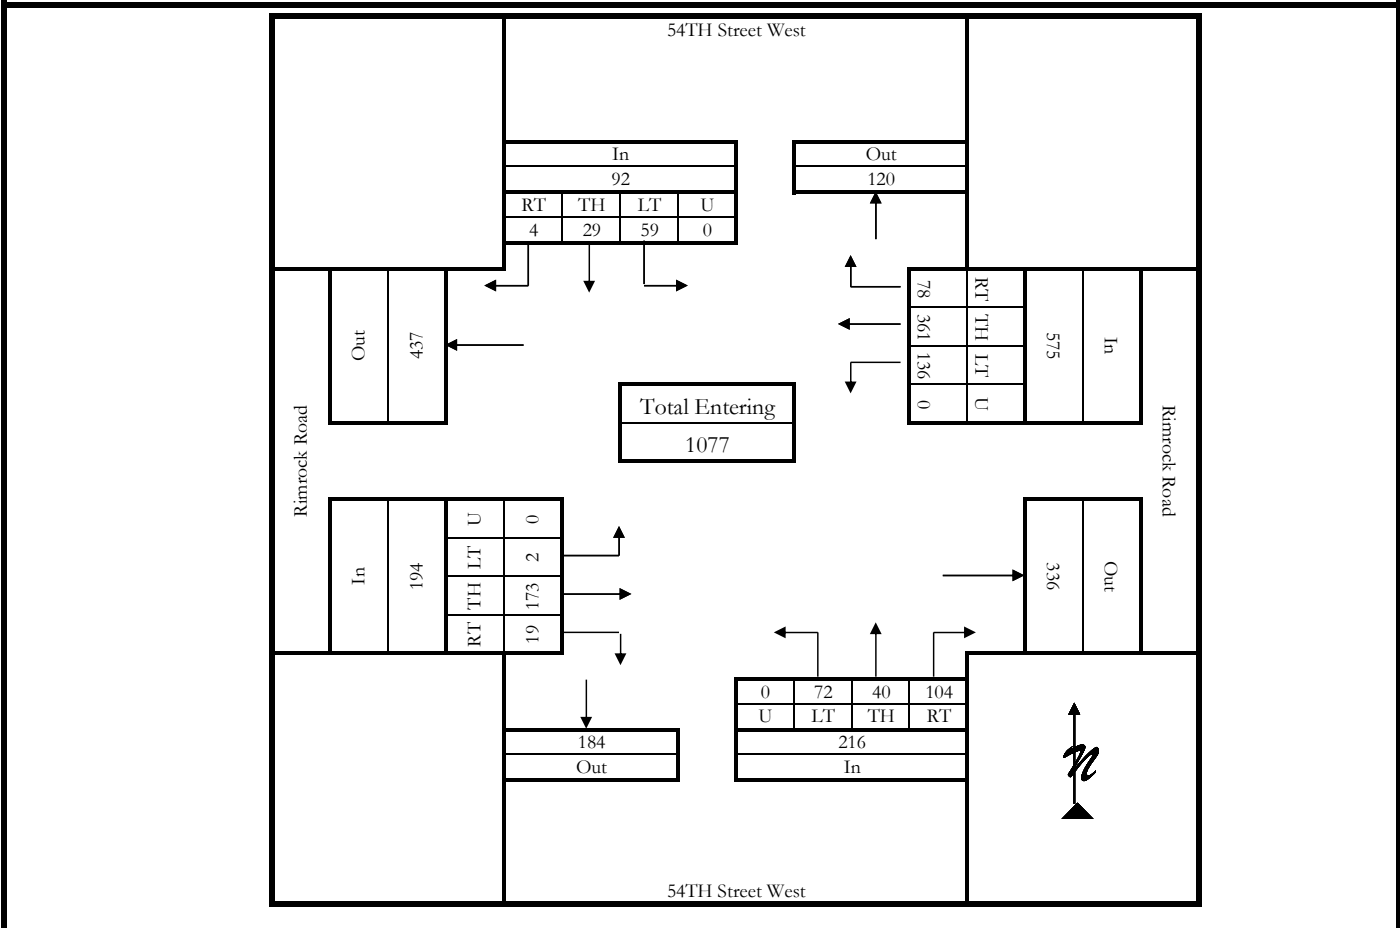 54TH Street West
In
92
RT TH LT U
4 29 59 0
Out
120
Rimrock Road
Out
437
78 RT
361 TH
136 LT
0 U
575
In
Rimrock Road
Total Entering
1077
In
194
U 0
LT 2
TH 173
RT 19
336
Out
184
Out
0 72 40 104
U LT TH RT
216
In
n
54TH Street West